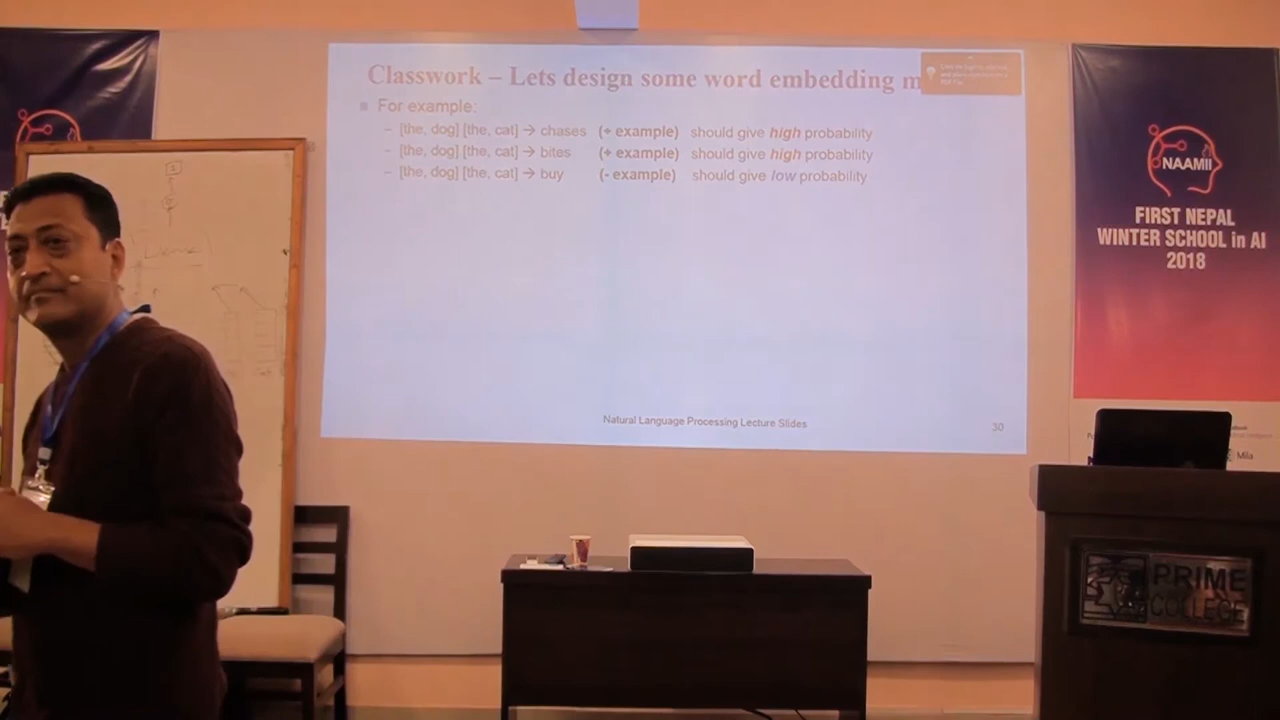 Classwork – Lets design some word embedding m
For example:
– [the, dog] [the, cat] → chases (+ example) should give high probability
– [the, dog] [the, cat] → bites (+ example) should give high probability
– [the, dog] [the, cat] → buy (- example) should give low probability
Natural Language Processing Lecture Slides
30
NAAMII
FIRST NEPAL
WINTER SCHOOL in AI
2018
Mila
PRIME
COLLEGE